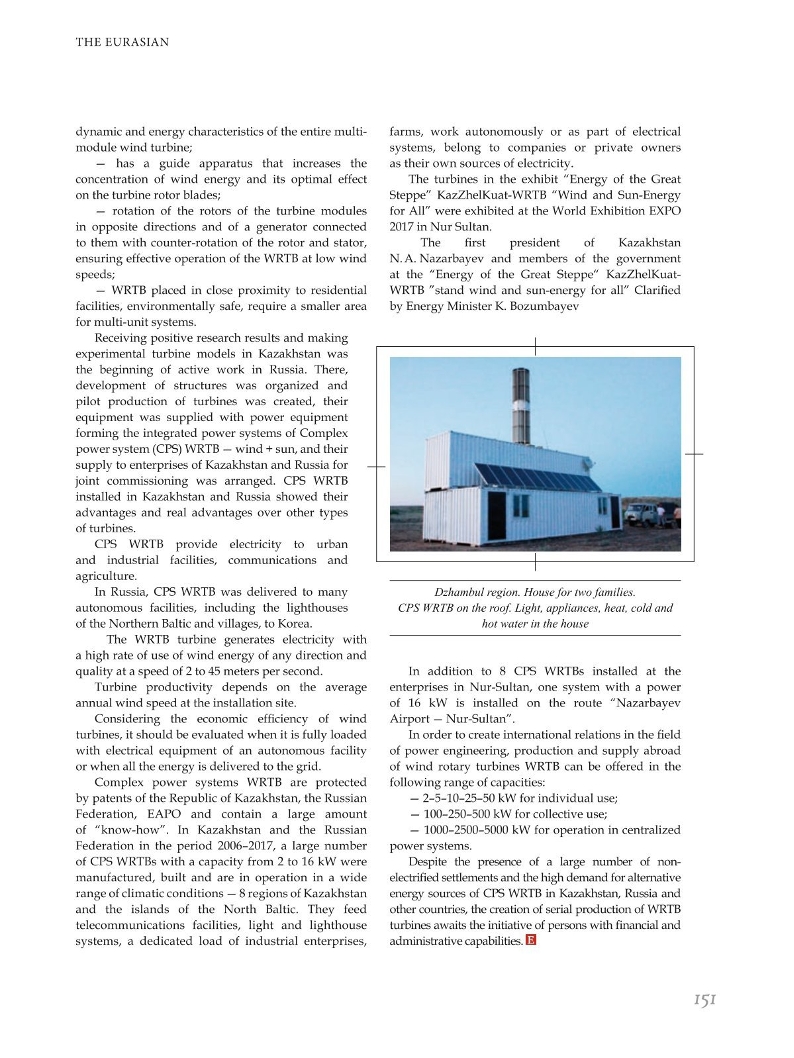 THE EURASIAN
dynamic and energy characteristics of the entire multi-
module wind turbine;
— has a guide apparatus that increases the
concentration of wind energy and its optimal effect
on the turbine rotor blades;
— rotation of the rotors of the turbine modules
in opposite directions and of a generator connected
to them with counter-rotation of the rotor and stator,
ensuring effective operation of the WRTB at low wind
speeds;
— WRTB placed in close proximity to residential
facilities, environmentally safe, require a smaller area
for multi-unit systems.
Receiving positive research results and making
experimental turbine models in Kazakhstan was
the beginning of active work in Russia. There,
development of structures was organized and
pilot production of turbines was created, their
equipment was supplied with power equipment
forming the integrated power systems of Complex
power system (CPS) WRTB — wind + sun, and their
supply to enterprises of Kazakhstan and Russia for
joint commissioning was arranged. CPS WRTB
installed in Kazakhstan and Russia showed their
advantages and real advantages over other types
of turbines.
CPS WRTB provide electricity to urban
and industrial facilities, communications and
agriculture.
In Russia, CPS WRTB was delivered to many
autonomous facilities, including the lighthouses
of the Northern Baltic and villages, to Korea.
The WRTB turbine generates electricity with
a high rate of use of wind energy of any direction and
quality at a speed of 2 to 45 meters per second.
Turbine productivity depends on the average
annual wind speed at the installation site.
Considering the economic efficiency of wind
turbines, it should be evaluated when it is fully loaded
with electrical equipment of an autonomous facility
or when all the energy is delivered to the grid.
Complex power systems WRTB are protected
by patents of the Republic of Kazakhstan, the Russian
Federation, EAPO and contain a large amount
of “know-how”. In Kazakhstan and the Russian
Federation in the period 2006–2017, a large number
of CPS WRTBs with a capacity from 2 to 16 kW were
manufactured, built and are in operation in a wide
range of climatic conditions — 8 regions of Kazakhstan
and the islands of the North Baltic. They feed
telecommunications facilities, light and lighthouse
systems, a dedicated load of industrial enterprises,
farms, work autonomously or as part of electrical
systems, belong to companies or private owners
as their own sources of electricity.
The turbines in the exhibit “Energy of the Great
Steppe” KazZhelKuat-WRTB “Wind and Sun-Energy
for All” were exhibited at the World Exhibition EXPO
2017 in Nur Sultan.
The first president of Kazakhstan
N. A. Nazarbayev and members of the government
at the “Energy of the Great Steppe” KazZhelKuat-
WRTB ”stand wind and sun-energy for all” Clarified
by Energy Minister K. Bozumbayev
Dzhambul region. House for two families.
CPS WRTB on the roof. Light, appliances, heat, cold and
hot water in the house
In addition to 8 CPS WRTBs installed at the
enterprises in Nur-Sultan, one system with a power
of 16 kW is installed on the route “Nazarbayev
Airport — Nur-Sultan”.
In order to create international relations in the field
of power engineering, production and supply abroad
of wind rotary turbines WRTB can be offered in the
following range of capacities:
— 2–5–10–25–50 kW for individual use;
— 100–250–500 kW for collective use;
— 1000–2500–5000 kW for operation in centralized
power systems.
Despite the presence of a large number of non-
electrified settlements and the high demand for alternative
energy sources of CPS WRTB in Kazakhstan, Russia and
other countries, the creation of serial production of WRTB
turbines awaits the initiative of persons with financial and
administrative capabilities. E
151